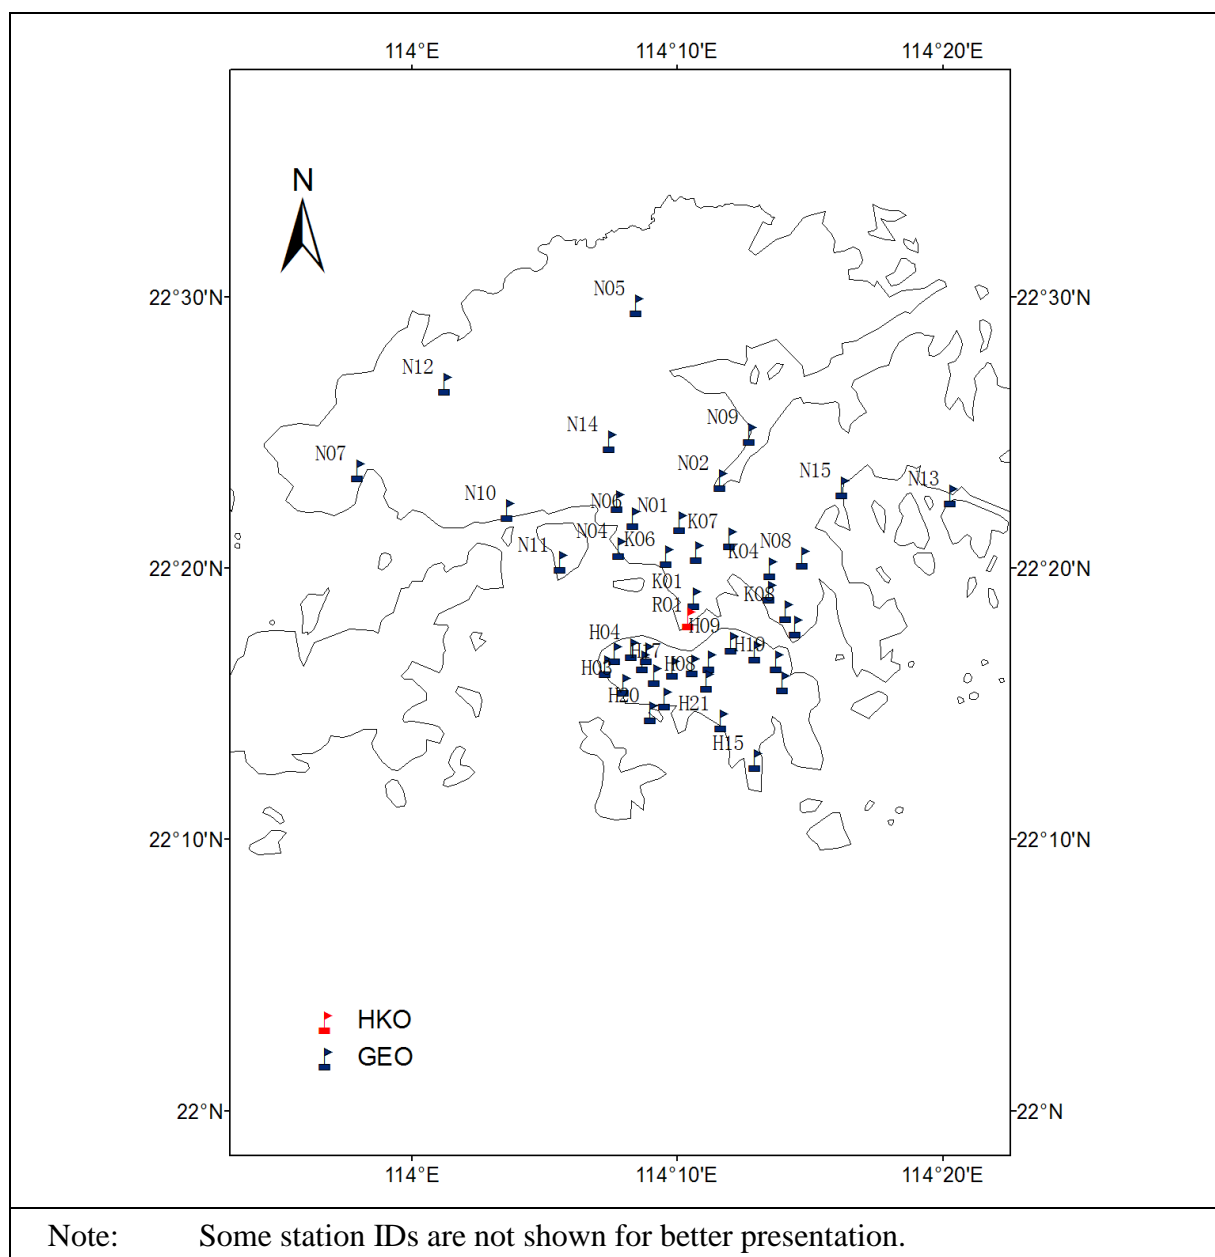 114°E 114°10'E 114°20'E
N
N05
22°30'N 22°30'N
N12
N09
N14
N07
N02
N15
N13
N10
N06 N01
K07
N04 K06
K04 N08
N11
22°20'N 22°20'N
K01
K08
R01
H09
H04
H17
H19
H03
H08
H20
H21
H15
22°10'N 22°10'N
HKO
GEO
22°N 22°N
114°E 114°10'E 114°20'E
Note: Some station IDs are not shown for better presentation.